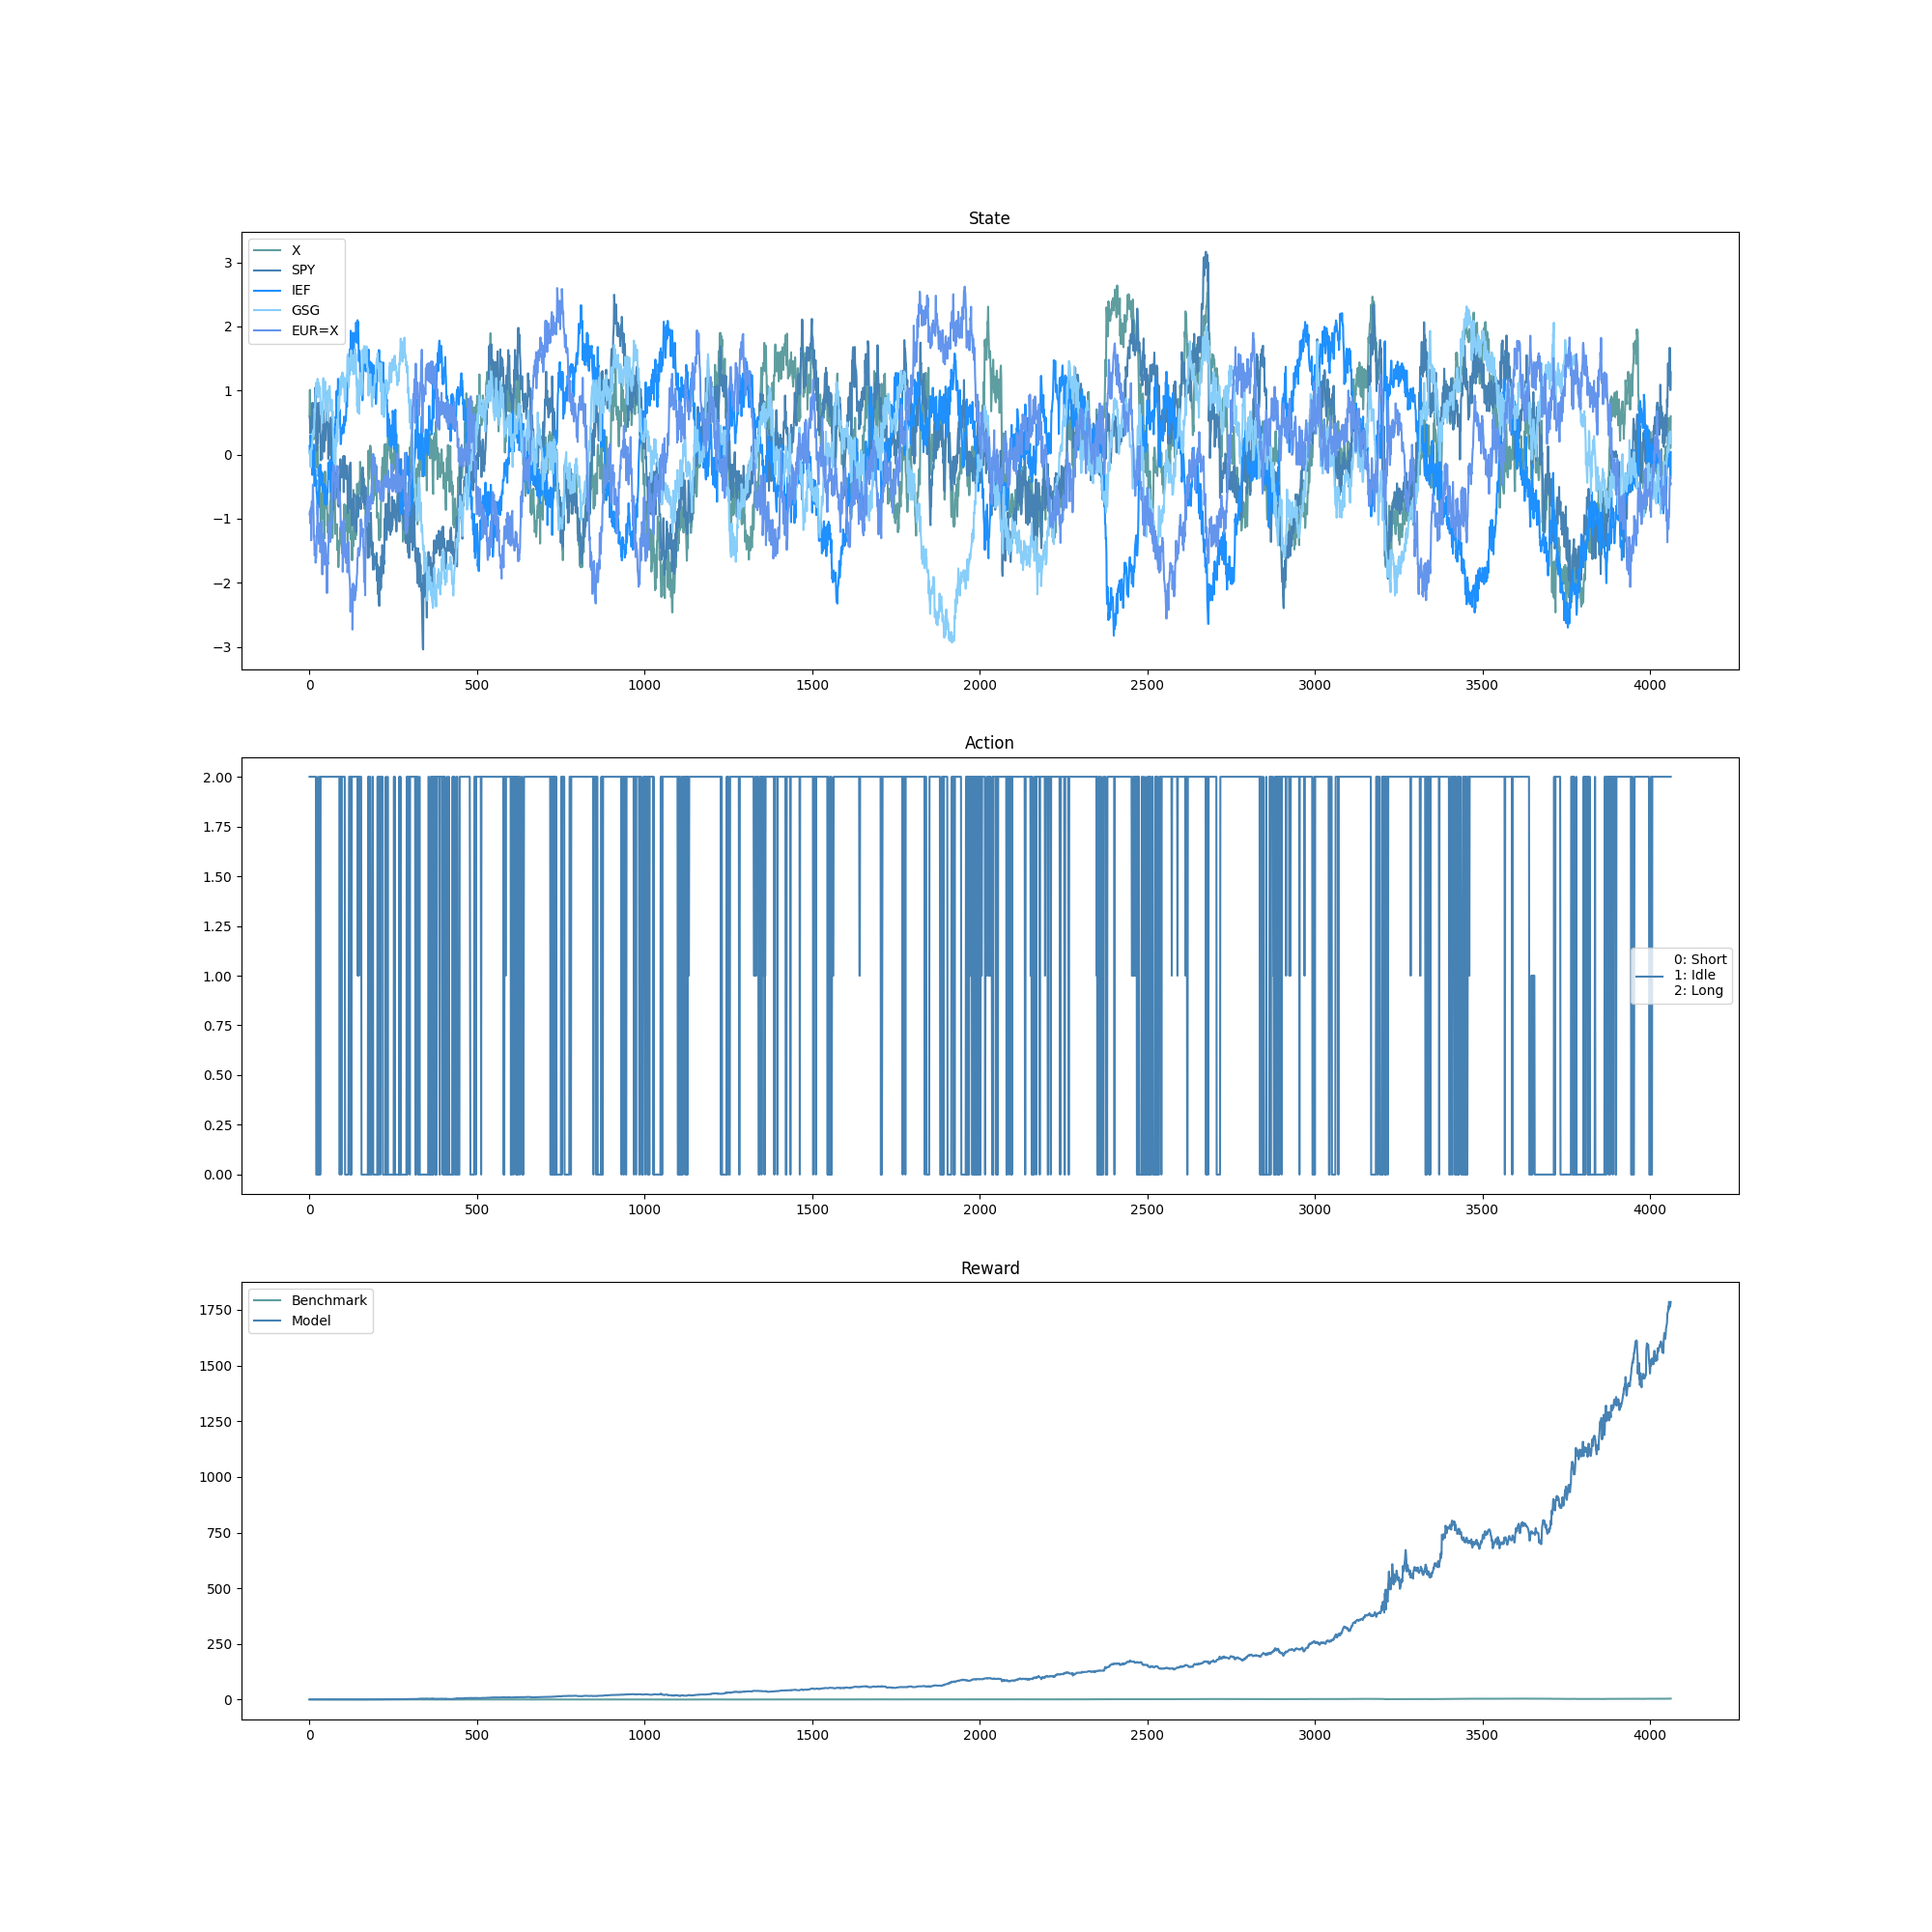 State
X
SPY
IEF
GSG
EUR=X
3
2
1
0
−1
−2
−3
0 500 1000 1500 2000 2500 3000 3500 4000
Action
2.00
1.75
1.50
1.25
1.00
0.75
0.50
0.25
0.00
0: Short
1: Idle
2: Long
0 500 1000 1500 2000 2500 3000 3500 4000
Reward
Benchmark
Model
1750
1500
1250
1000
750
500
250
0
0 500 1000 1500 2000 2500 3000 3500 4000